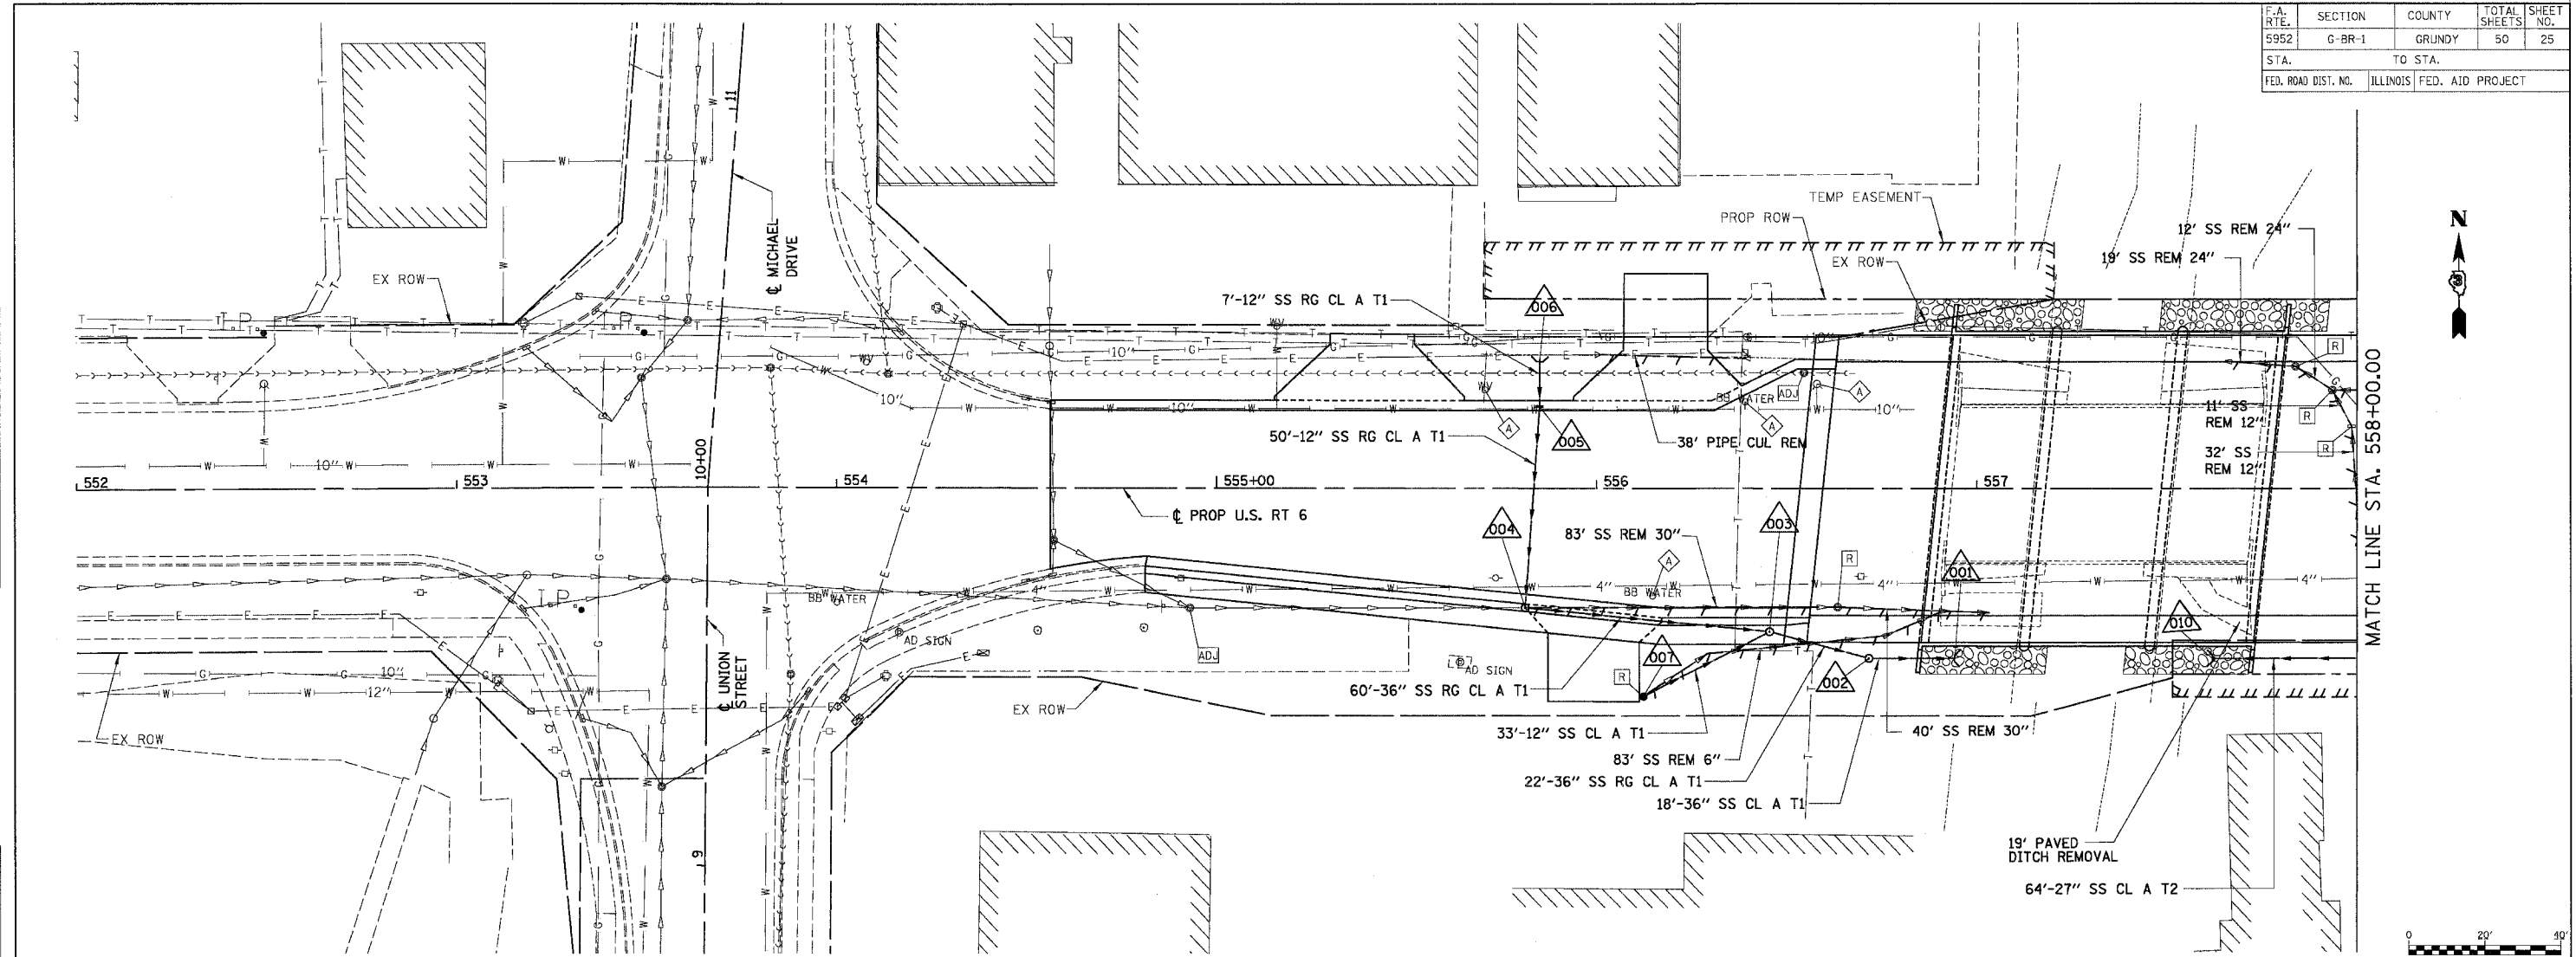 F.A. RTE. SECTION COUNTY TOTAL SHEETS SHEET NO.
5952 G-BR-1 GRUNDY 50 25
STA. TO STA.
FED. ROAD DIST. NO. ILLINOIS FED. AID PROJECT
11
TEMP EASEMENT
PROP ROW
N
12' SS REM 24"
19' SS REM 24"
℄ MICHAEL
DRIVE
EX ROW
EX ROW
7'-12" SS RG CL A T1
006
T.P.
T.P.
WV
10"
10"
R
10"
10"
WV
BB WATER
ADJ
A
A
A
10"
11' SS
REM 12"
R
50'-12" SS RG CL A T1
005
38' PIPE CUL REM
32' SS
REM 12"
R
10"
10+00
552
553
554
555+00
556
557
℄ PROP U.S. RT 6
MATCH LINE STA. 558+00.00
004
003
83' SS REM 30"
A
R
001
4"
4"
4"
4"
BB WATER
BB WATER
T.P.
AD SIGN
010
ADJ
007
AD SIGN
R
002
10"
12"
℄ UNION
STREET
60'-36" SS RG CL A T1
EX ROW
EX ROW
33'-12" SS CL A T1
40' SS REM 30"
83' SS REM 6"
22'-36" SS RG CL A T1
18'-36" SS CL A T1
9
19' PAVED
DITCH REMOVAL
64'-27" SS CL A T2
0 20' 40'